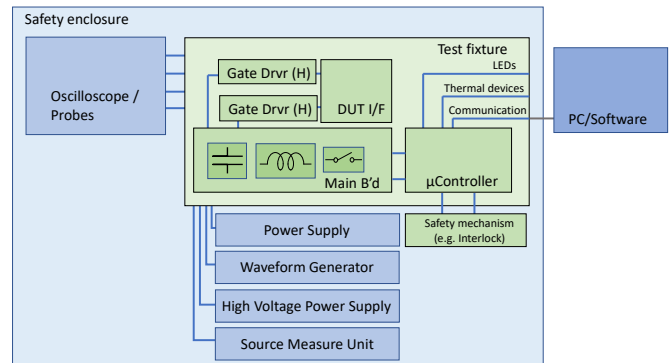 Safety enclosure
Test fixture
LEDs
Gate Drvr (H)
Thermal devices
Oscilloscope /
Probes
Gate Drvr (H)
DUT I/F
Communication
PC/Software
Main B'd
µController
Safety mechanism
(e.g. Interlock)
Power Supply
Waveform Generator
High Voltage Power Supply
Source Measure Unit